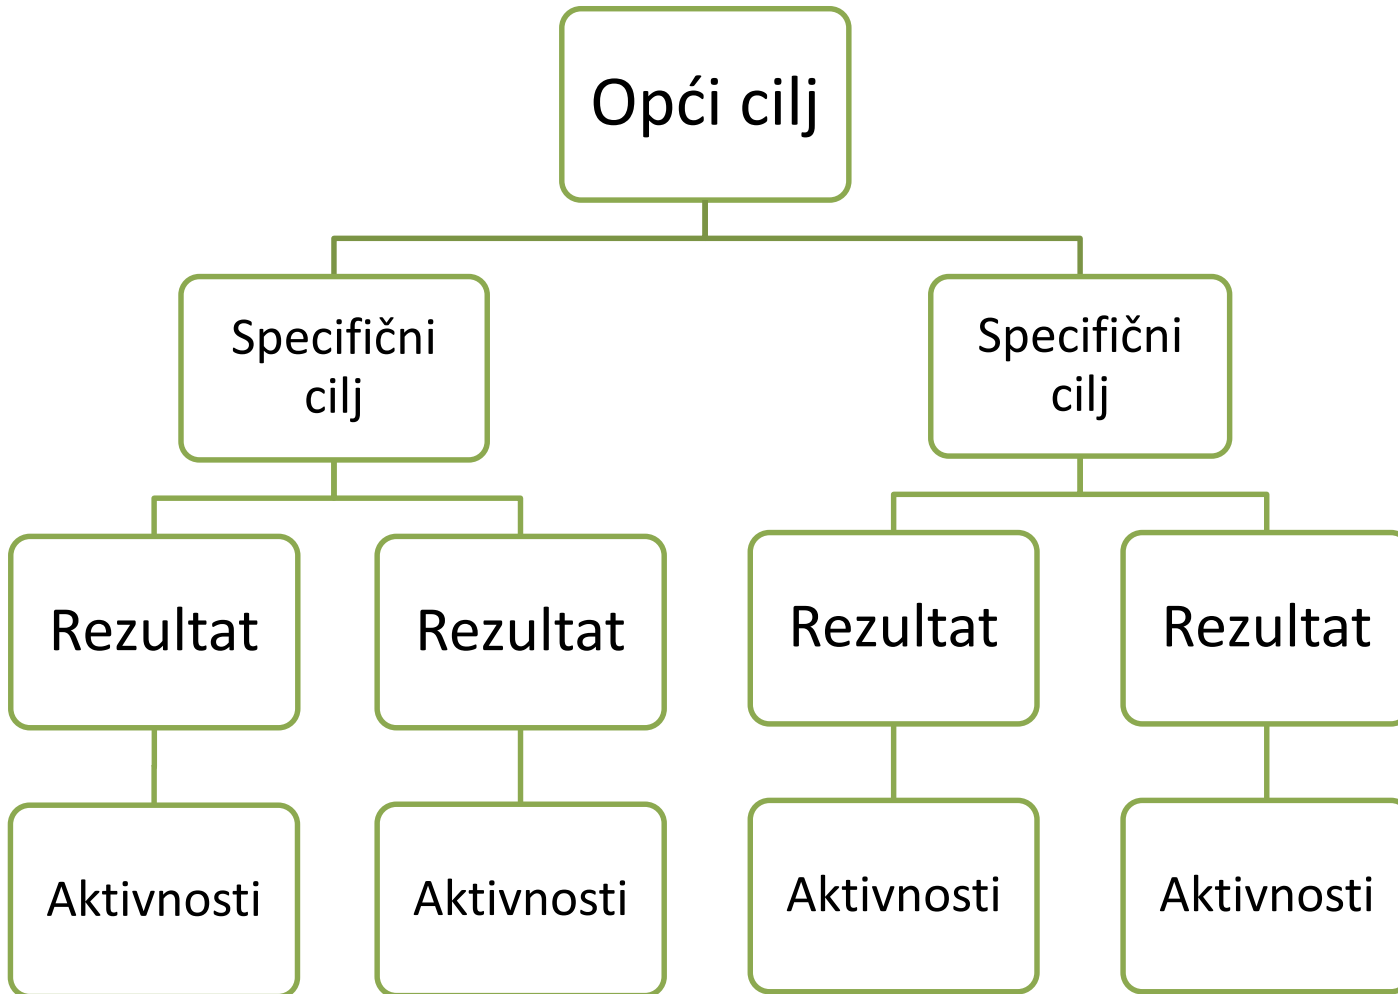 Opći cilj
Specifični
cilj
Specifični
cilj
Rezultat
Rezultat
Rezultat
Rezultat
Aktivnosti
Aktivnosti
Aktivnosti
Aktivnosti